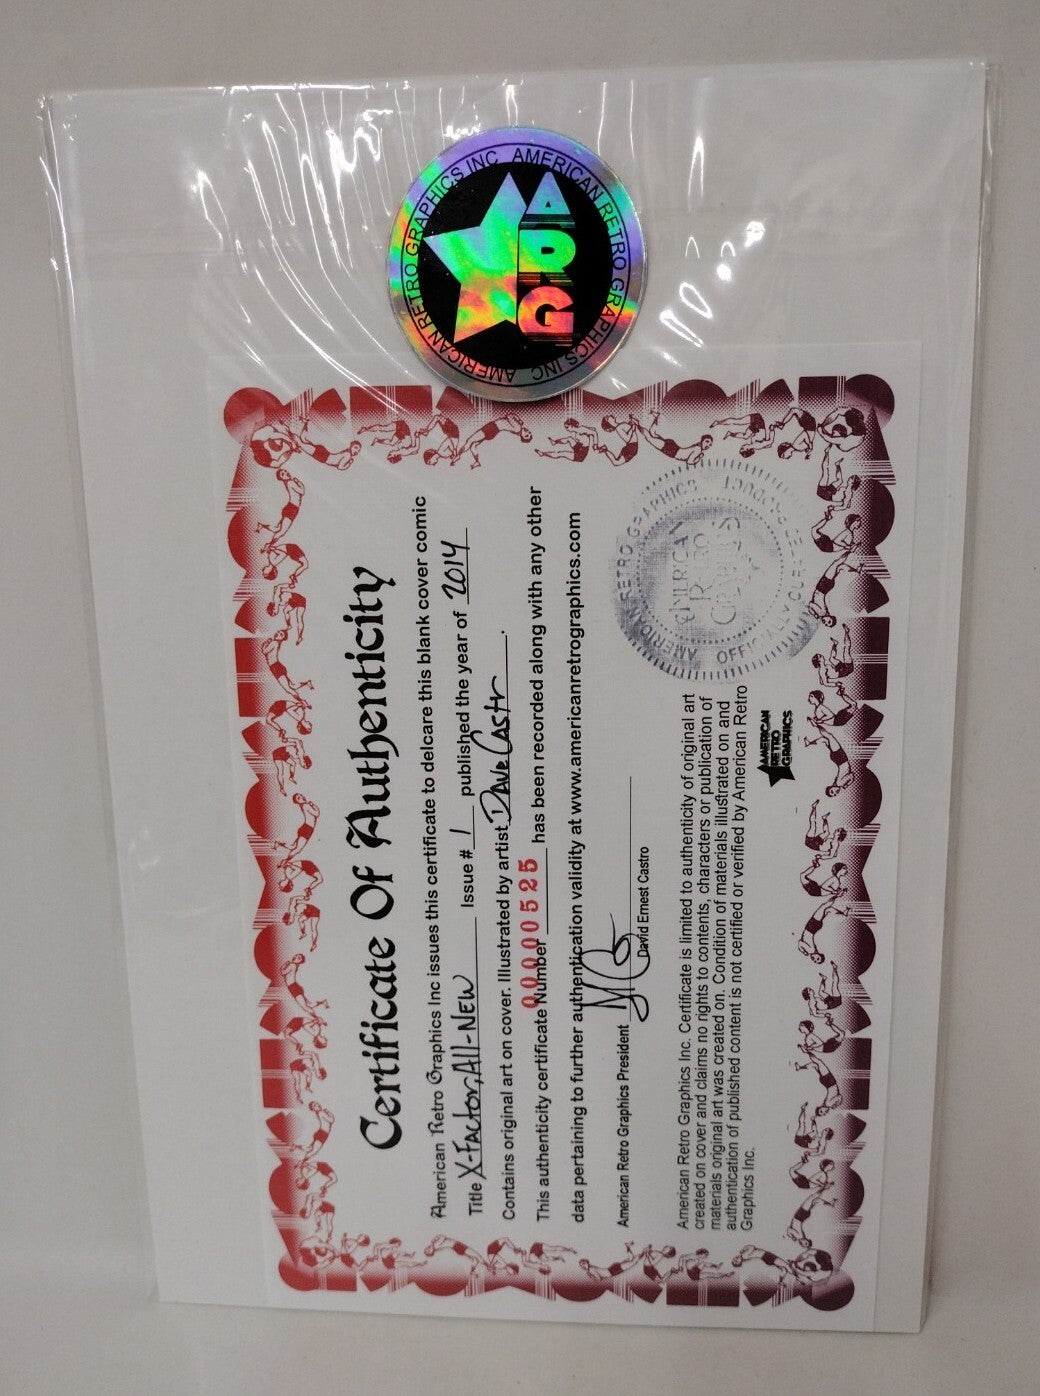 AMERICAN RETRO GRAPHICS INC AMERICAN RETRO GRAPHICS INC
ARG
Certificate Of Authenticity
American Retro Graphics Inc issues this certificate to delcare this blank cover comic
Title X-Factor, All-New Issue # 1 published the year of 2014
Contains original art on cover. Illustrated by artist Dave Castr.
This authenticity certificate Number 0000525 has been recorded along with any other
data pertaining to further authentication validity at www.americanretrographics.com
American Retro Graphics President
David Ernest Castro
American Retro Graphics Inc. Certificate is limited to authenticity of original art
created on cover and claims no rights to contents, characters or publication of
materials original art was created on. Condition of materials illustrated on and
authentication of published content is not certified or verified by American Retro
Graphics Inc.
AMERICAN
RETRO
GRAPHICS
AMERICAN RETRO GRAPHICS
AMERICAN
RETRO